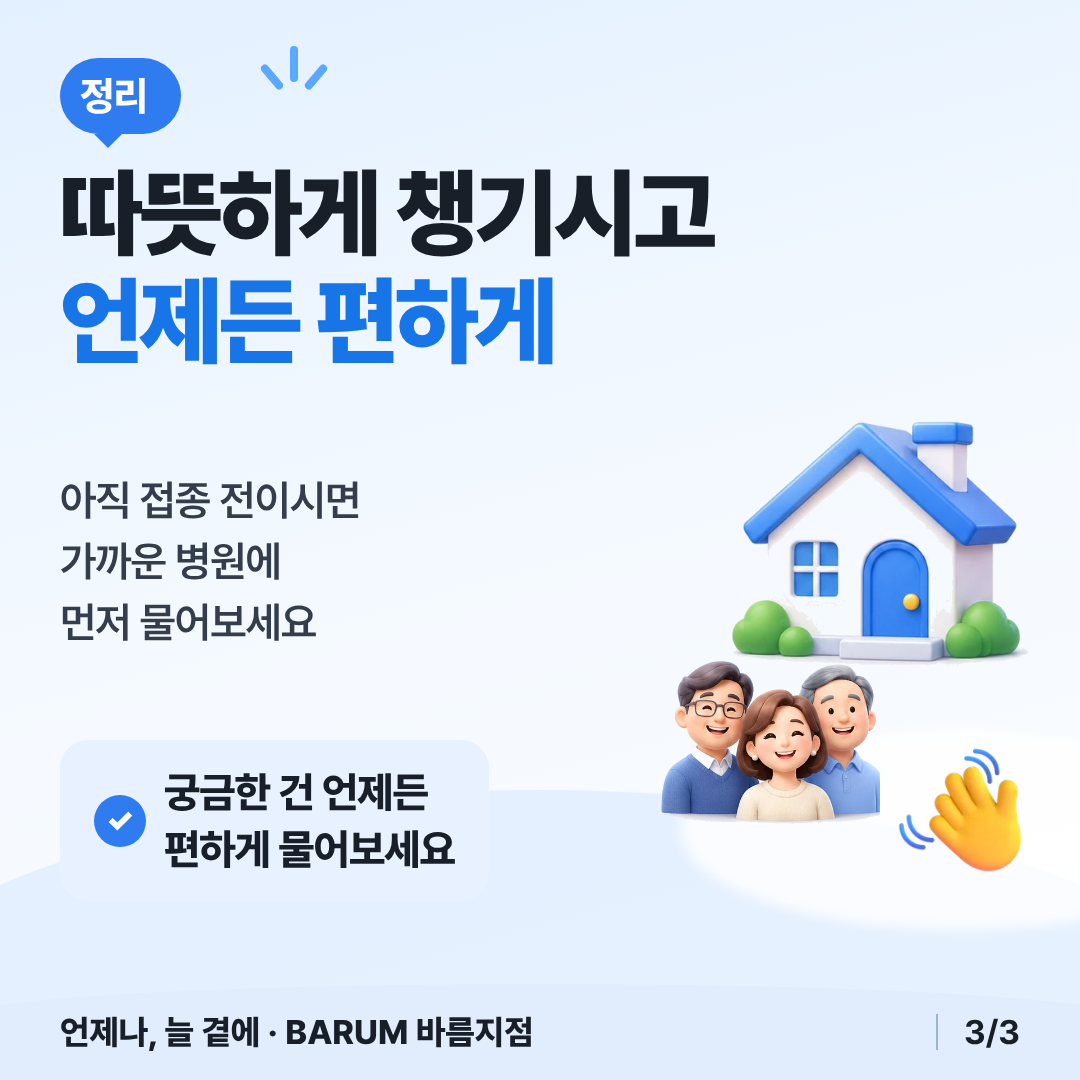 정리
따뜻하게 챙기시고
언제든 편하게
아직 접종 전이시면
가까운 병원에
먼저 물어보세요
궁금한 건 언제든
편하게 물어보세요
언제나, 늘 곁에 · BARUM 바름지점
3/3